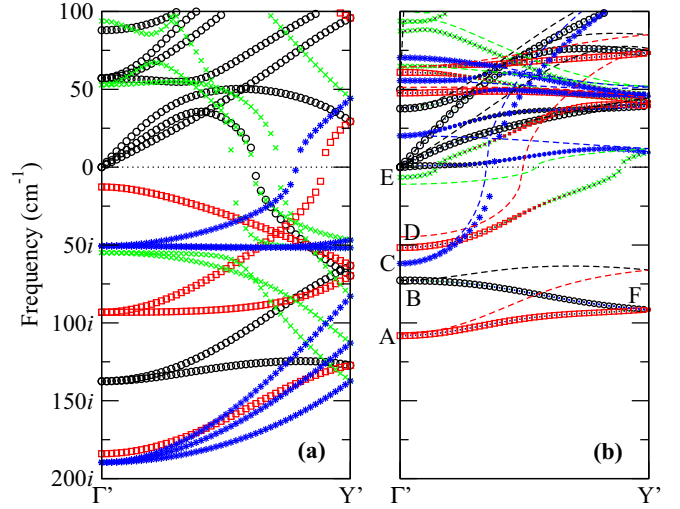 Frequency (cm⁻¹)
100
50
0
50i
100i
150i
200i
Γ' Y' Γ' Y'
(a) (b)
E
D
C
B F
A